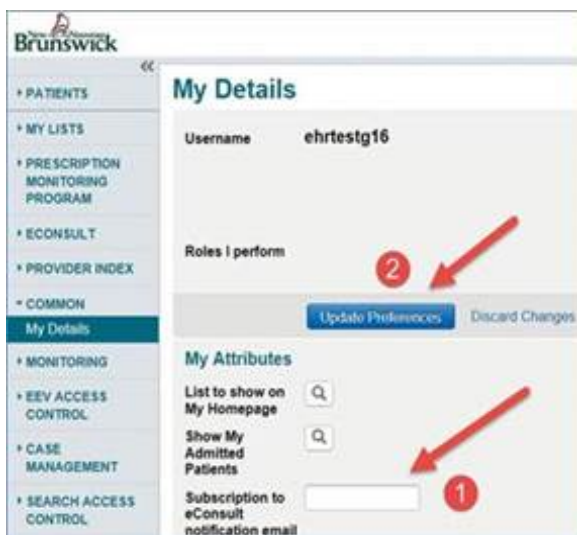 New Nouveau
Brunswick
«
PATIENTS
MY LISTS
PRESCRIPTION
MONITORING
PROGRAM
ECONSULT
PROVIDER INDEX
COMMON
My Details
MONITORING
EEV ACCESS
CONTROL
CASE
MANAGEMENT
SEARCH ACCESS
CONTROL
My Details
Username ehrtestg16
Roles I perform
2
Update Preferences Discard Changes
My Attributes
List to show on
My Homepage
Show My
Admitted
Patients
Subscription to
eConsult
notification email
1